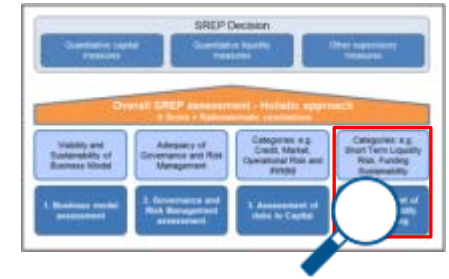 SREP Decision
Quantitative capital
measures
Quantitative liquidity
measures
Other supervisory
measures
Overall SREP assessment - Holistic approach
Viability and
Sustainability of
Business Model
Adequacy of
Governance and Risk
Management
Categories: e.g.
Credit, Market,
Operational Risk and
IRRBB
Categories: e.g.
Short Term Liquidity
Risk, Funding
Sustainability
1. Business model
assessment
2. Governance and
Risk Management
assessment
3. Assessment of
risks to Capital